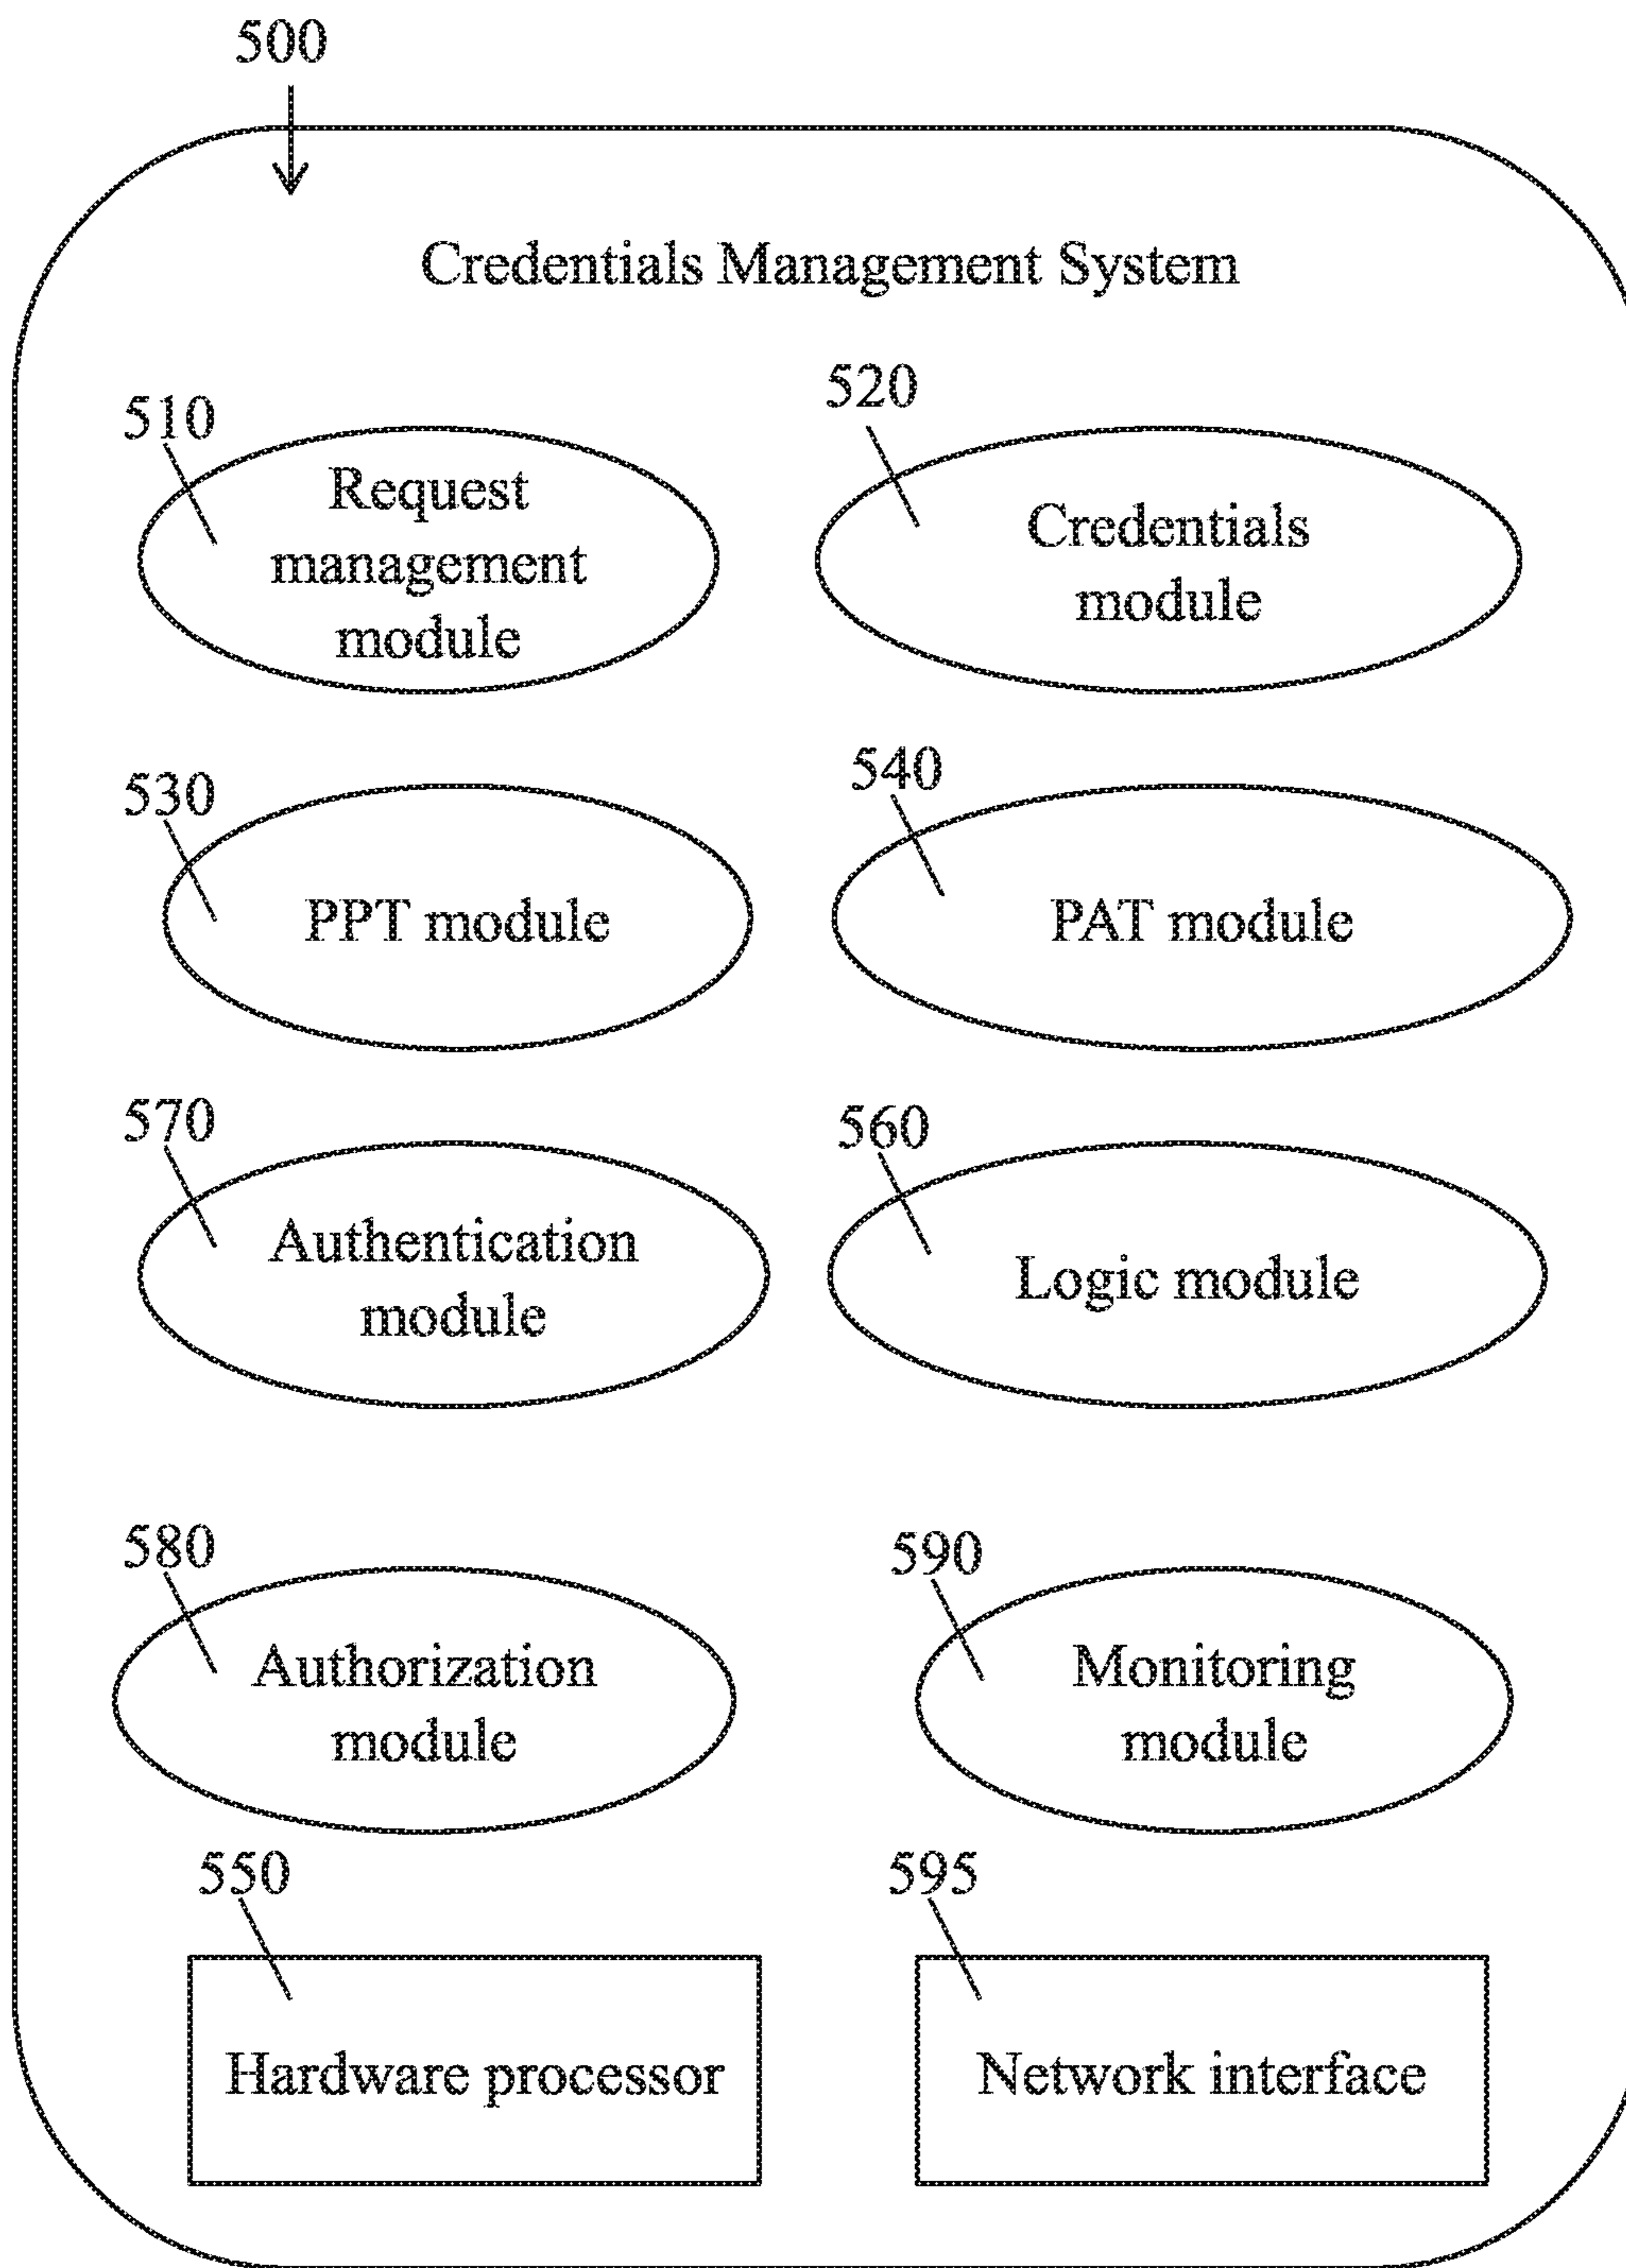 500
Credentials Management System
510
Request
management
module
520
Credentials
module
530
PPT module
540
PAT module
570
Authentication
module
560
Logic module
580
Authorization
module
590
Monitoring
module
550
Hardware processor
595
Network interface